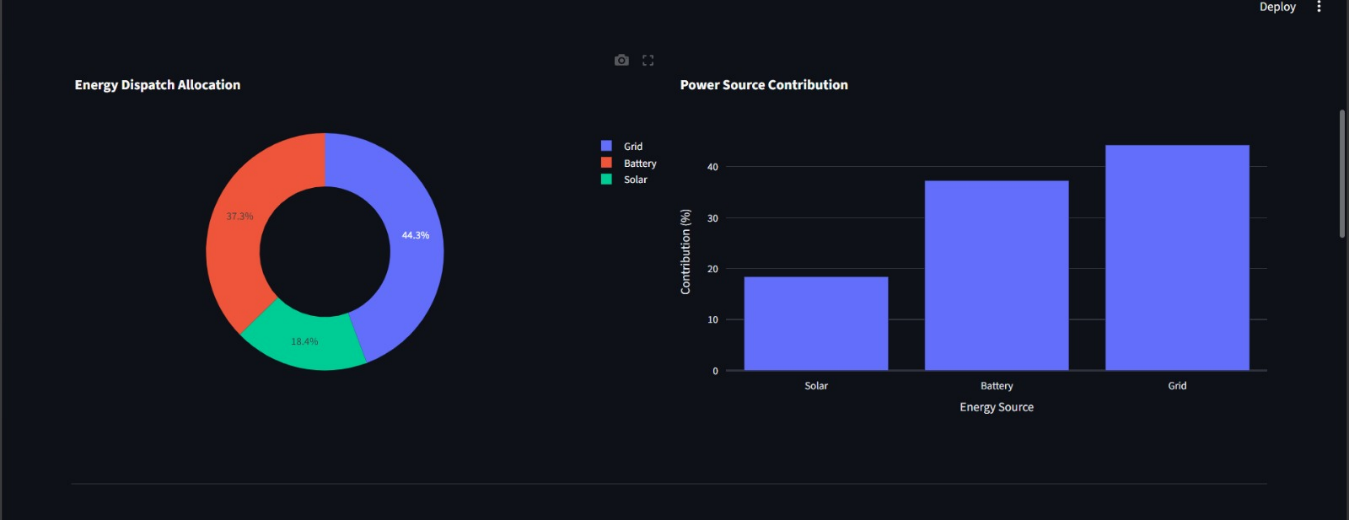 Deploy
Energy Dispatch Allocation
Grid
Battery
Solar
37.3%
44.3%
18.4%
Power Source Contribution
Contribution (%)
40
30
20
10
0
Solar
Battery
Grid
Energy Source